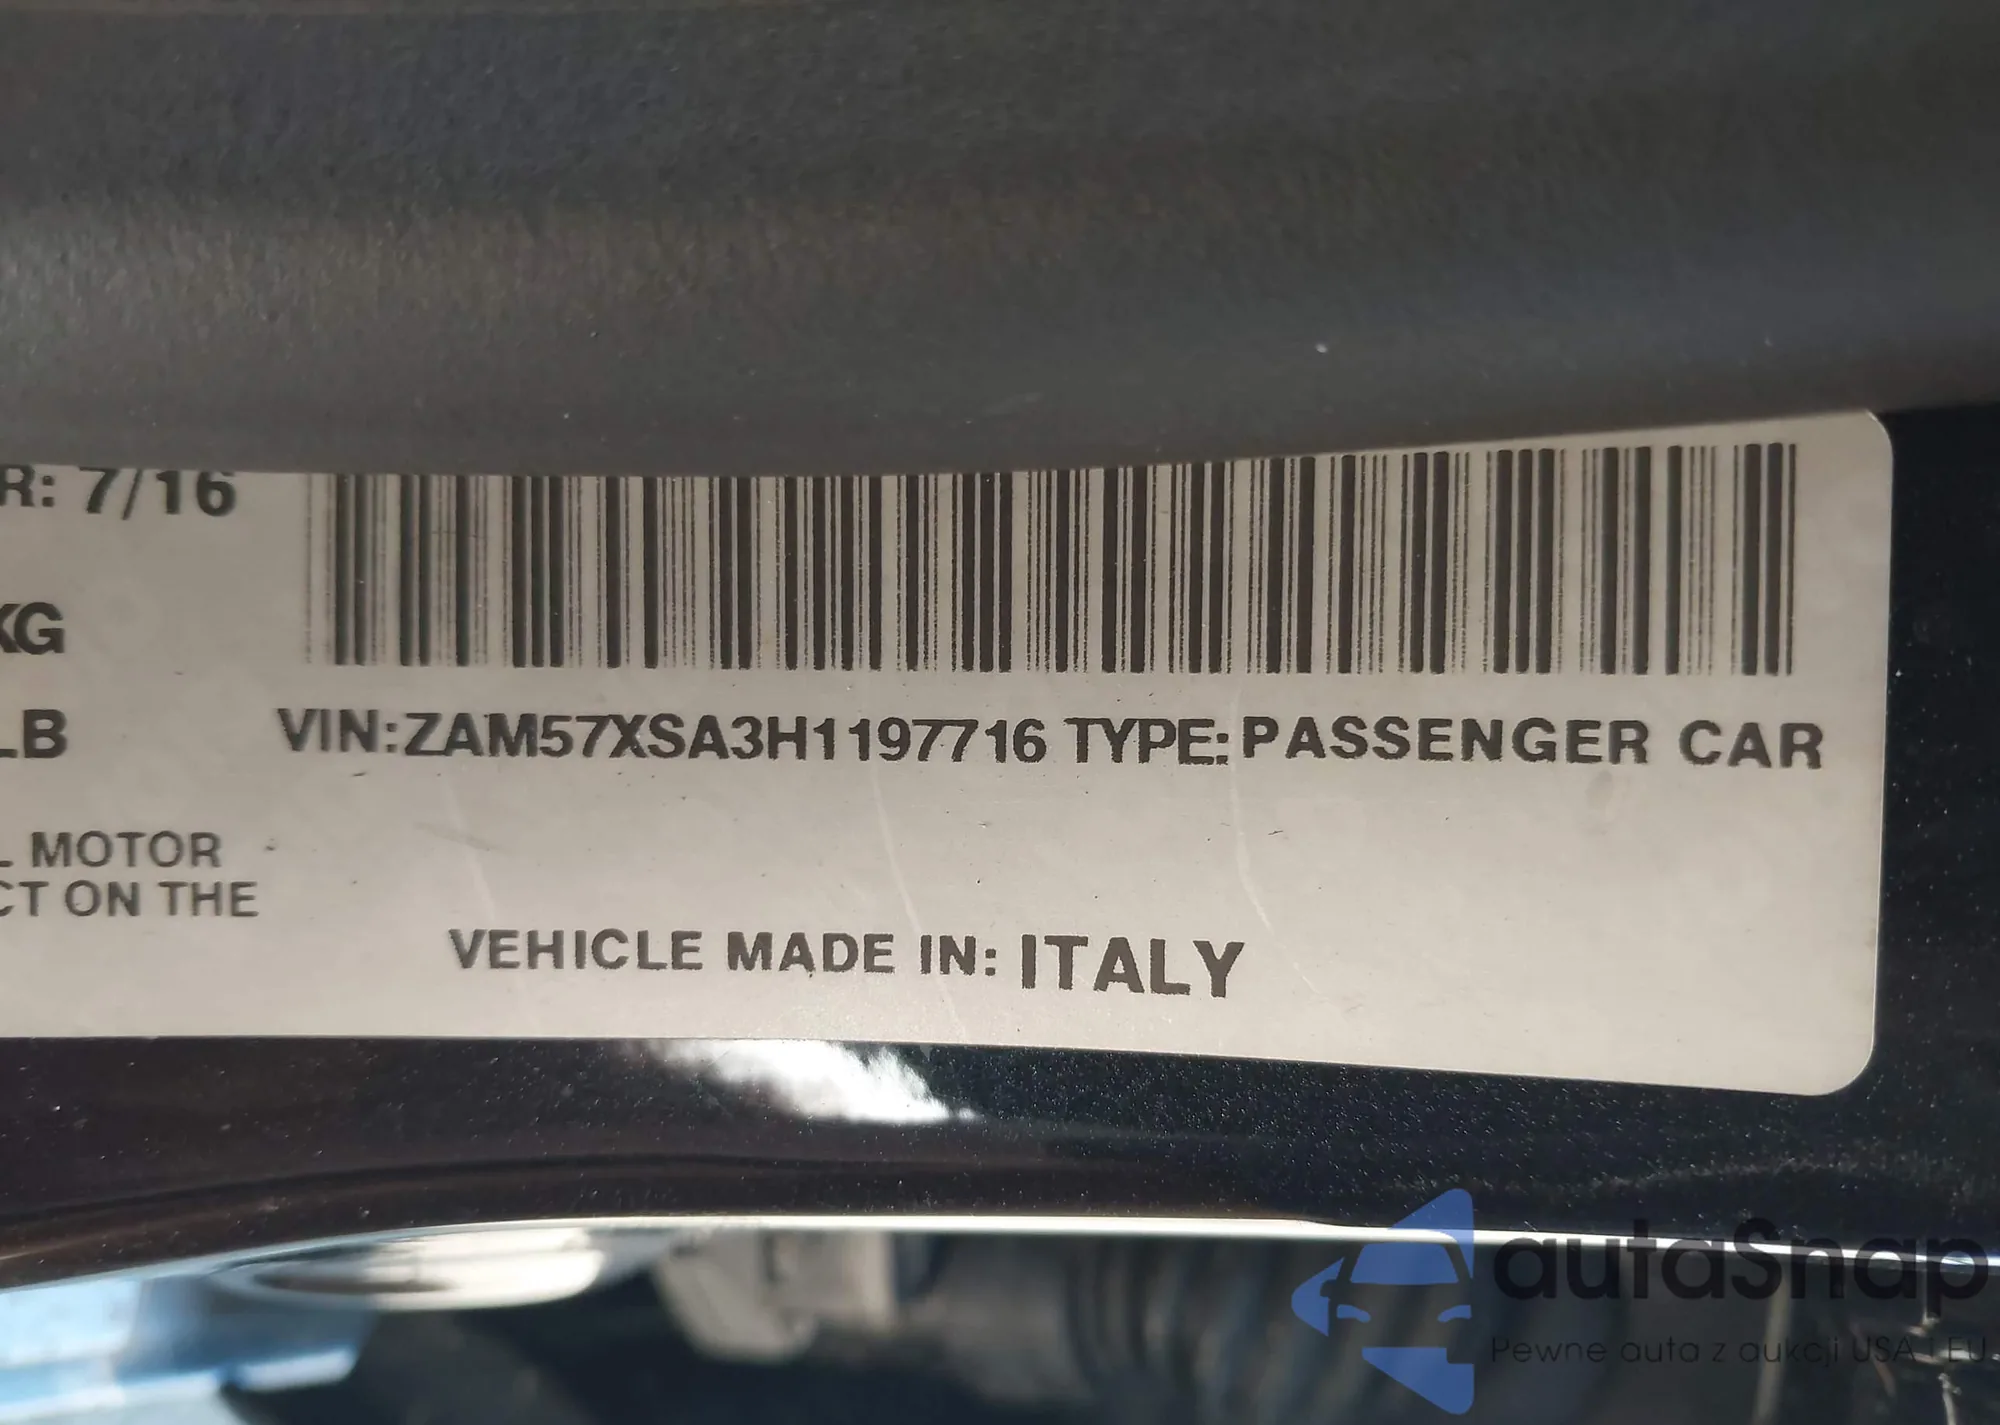 R: 7/16
KG
LB
VIN:ZAM57XSA3H1197716 TYPE: PASSENGER CAR
L MOTOR
CT ON THE
VEHICLE MADE IN: ITALY
autaSnap
Pewne auta z aukcji USA i EU